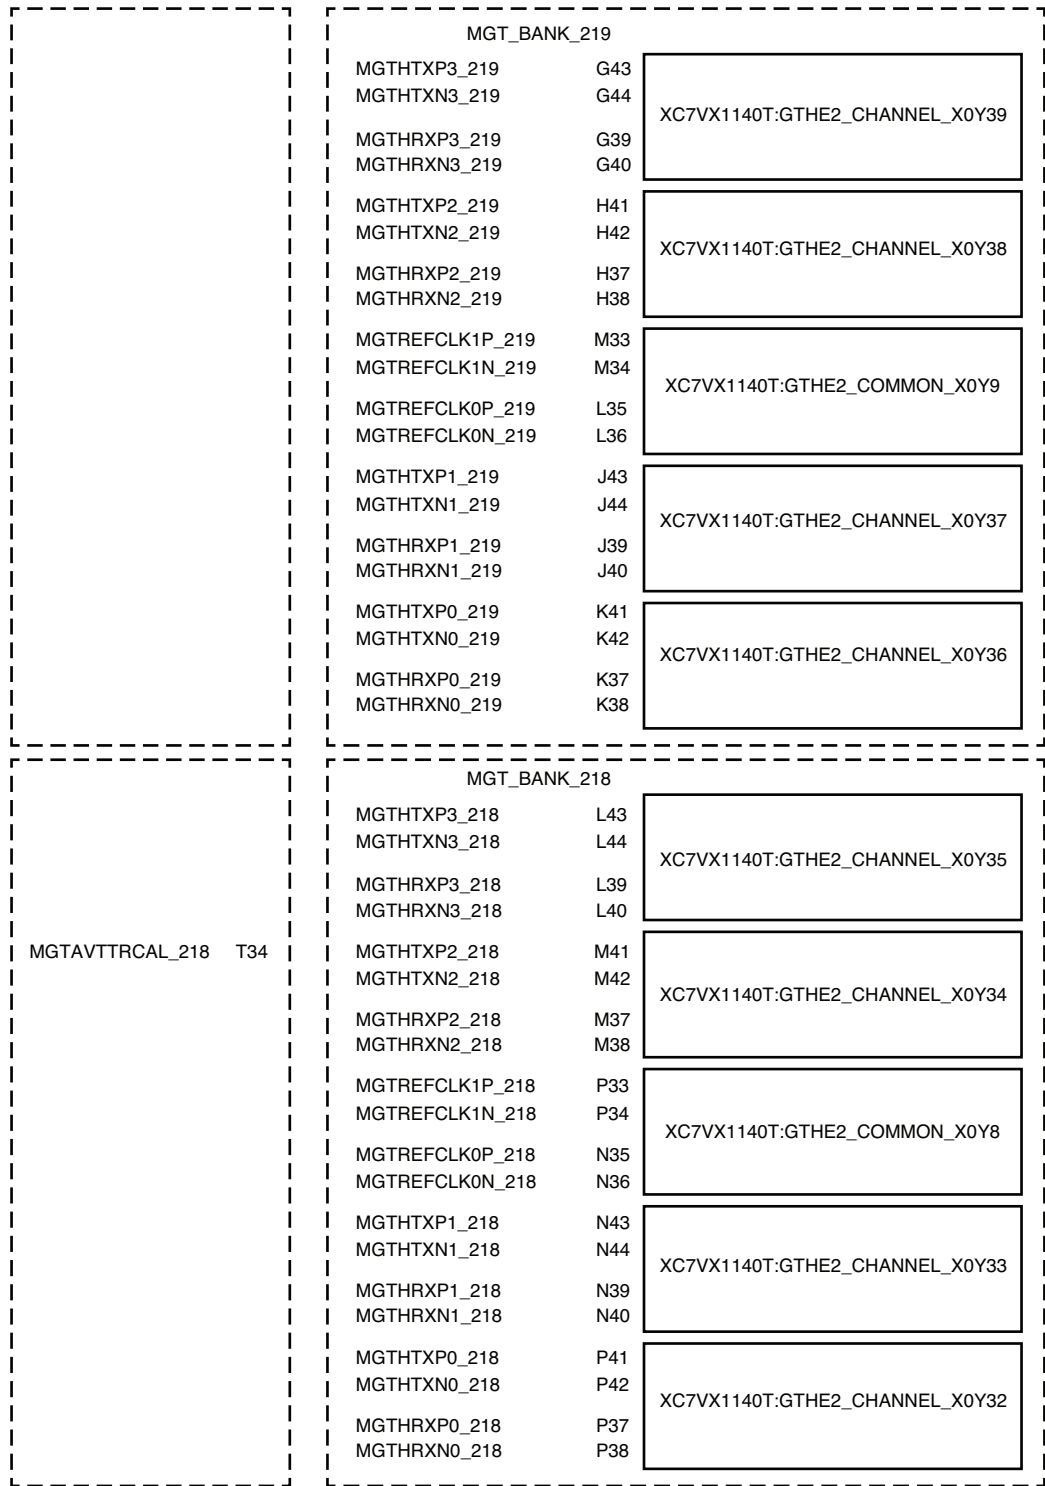 MGT_BANK_219
MGTHTXP3_219 G43
MGTHTXN3_219 G44
XC7VX1140T:GTHE2_CHANNEL_X0Y39
MGTHRXP3_219 G39
MGTHRXN3_219 G40
MGTHTXP2_219 H41
MGTHTXN2_219 H42
XC7VX1140T:GTHE2_CHANNEL_X0Y38
MGTHRXP2_219 H37
MGTHRXN2_219 H38
MGTREFCLK1P_219 M33
MGTREFCLK1N_219 M34
XC7VX1140T:GTHE2_COMMON_X0Y9
MGTREFCLK0P_219 L35
MGTREFCLK0N_219 L36
MGTHTXP1_219 J43
MGTHTXN1_219 J44
XC7VX1140T:GTHE2_CHANNEL_X0Y37
MGTHRXP1_219 J39
MGTHRXN1_219 J40
MGTHTXP0_219 K41
MGTHTXN0_219 K42
XC7VX1140T:GTHE2_CHANNEL_X0Y36
MGTHRXP0_219 K37
MGTHRXN0_219 K38
MGT_BANK_218
MGTHTXP3_218 L43
MGTHTXN3_218 L44
XC7VX1140T:GTHE2_CHANNEL_X0Y35
MGTHRXP3_218 L39
MGTHRXN3_218 L40
MGTAVTTRCAL_218 T34
MGTHTXP2_218 M41
MGTHTXN2_218 M42
XC7VX1140T:GTHE2_CHANNEL_X0Y34
MGTHRXP2_218 M37
MGTHRXN2_218 M38
MGTREFCLK1P_218 P33
MGTREFCLK1N_218 P34
XC7VX1140T:GTHE2_COMMON_X0Y8
MGTREFCLK0P_218 N35
MGTREFCLK0N_218 N36
MGTHTXP1_218 N43
MGTHTXN1_218 N44
XC7VX1140T:GTHE2_CHANNEL_X0Y33
MGTHRXP1_218 N39
MGTHRXN1_218 N40
MGTHTXP0_218 P41
MGTHTXN0_218 P42
XC7VX1140T:GTHE2_CHANNEL_X0Y32
MGTHRXP0_218 P37
MGTHRXN0_218 P38